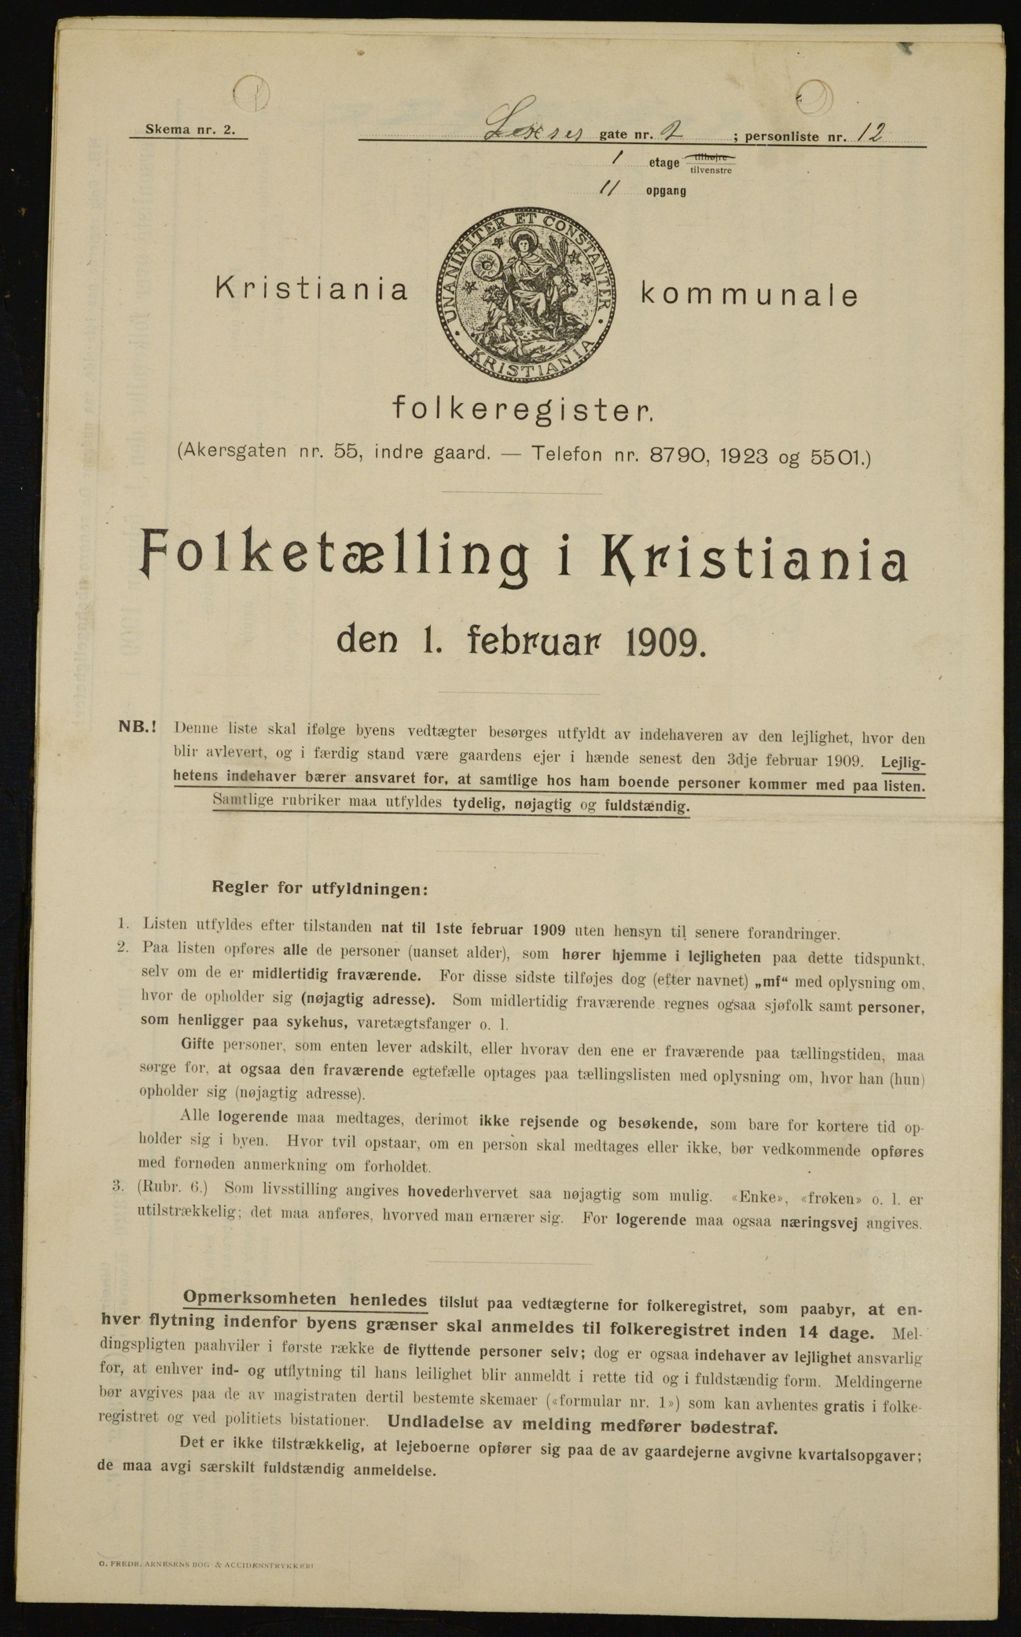 Skema nr. 2.
gate nr. 2 ; personliste nr. 12
1 etage tilhøjre
tilvenstre
11 opgang
UNANIMITER ET CONSTANTER
KRISTIANIA
Kristiania kommunale
folkeregister.
(Akersgaten nr. 55, indre gaard. — Telefon nr. 8790, 1923 og 5501.)
Folketælling i Kristiania
den 1. februar 1909.
NB.! Denne liste skal ifølge byens vedtægter besørges utfyldt av indehaveren av den lejlighet, hvor den
blir avlevert, og i færdig stand være gaardens ejer i hænde senest den 3dje februar 1909. Lejlig-
hetens indehaver bærer ansvaret for, at samtlige hos ham boende personer kommer med paa listen.
Samtlige rubriker maa utfyldes tydelig, nøjagtig og fuldstændig.
Regler for utfyldningen:
1. Listen utfyldes efter tilstanden nat til 1ste februar 1909 uten hensyn til senere forandringer.
2. Paa listen opføres alle de personer (uanset alder), som hører hjemme i lejligheten paa dette tidspunkt,
selv om de er midlertidig fraværende. For disse sidste tilføjes dog (efter navnet) „mf“ med oplysning om,
hvor de opholder sig (nøjagtig adresse). Som midlertidig fraværende regnes ogsaa sjøfolk samt personer,
som henligger paa sykehus, varetægtsfanger o. l.
Gifte personer, som enten lever adskilt, eller hvorav den ene er fraværende paa tællingstiden, maa
sørge for, at ogsaa den fraværende egtefælle optages paa tællingslisten med oplysning om, hvor han (hun)
opholder sig (nøjagtig adresse).
Alle logerende maa medtages, derimot ikke rejsende og besøkende, som bare for kortere tid op-
holder sig i byen. Hvor tvil opstaar, om en person skal medtages eller ikke, bør vedkommende opføres
med fornøden anmerkning om forholdet.
3. (Rubr. 6.) Som livsstilling angives hovederhvervet saa nøjagtig som mulig. «Enke», «frøken» o. l. er
utilstrækkelig; det maa anføres, hvorved man ernærer sig. For logerende maa ogsaa næringsvej angives.
Opmerksomheten henledes tilslut paa vedtægterne for folkeregistret, som paabyr, at en-
hver flytning indenfor byens grænser skal anmeldes til folkeregistret inden 14 dage. Mel-
dingspligten paahviler i første række de flyttende personer selv; dog er ogsaa indehaver av lejlighet ansvarlig
for, at enhver ind- og utflytning til hans leilighet blir anmeldt i rette tid og i fuldstændig form. Meldingerne
bør avgives paa de av magistraten dertil bestemte skemaer («formular nr. 1») som kan avhentes gratis i folke-
registret og ved politiets bistationer. Undladelse av melding medfører bødestraf.
Det er ikke tilstrækkelig, at lejeboerne opfører sig paa de av gaardejerne avgivne kvartalsopgaver;
de maa avgi særskilt fuldstændig anmeldelse.
O. FREDR. ARNESENS BOG- & ACCIDENSTRYKKERI